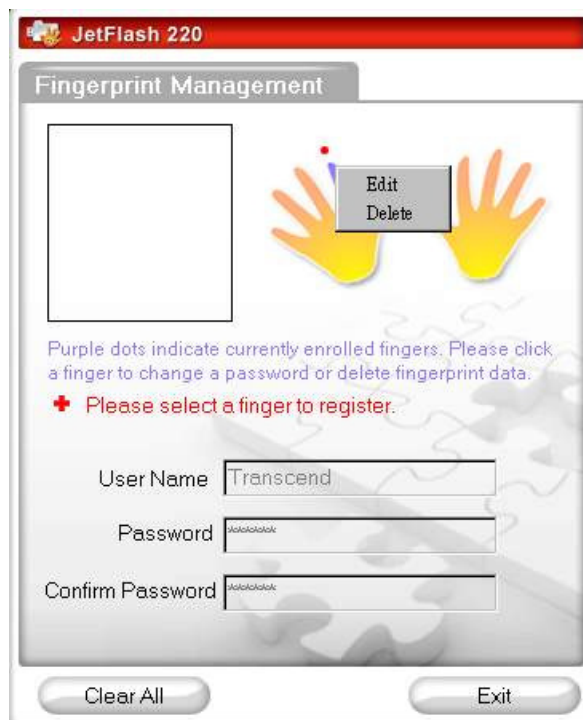 JetFlash 220
Fingerprint Management
Edit
Delete
Purple dots indicate currently enrolled fingers. Please click
a finger to change a password or delete fingerprint data.
Please select a finger to register.
User Name Transcend
Password *******
Confirm Password *******
Clear All Exit